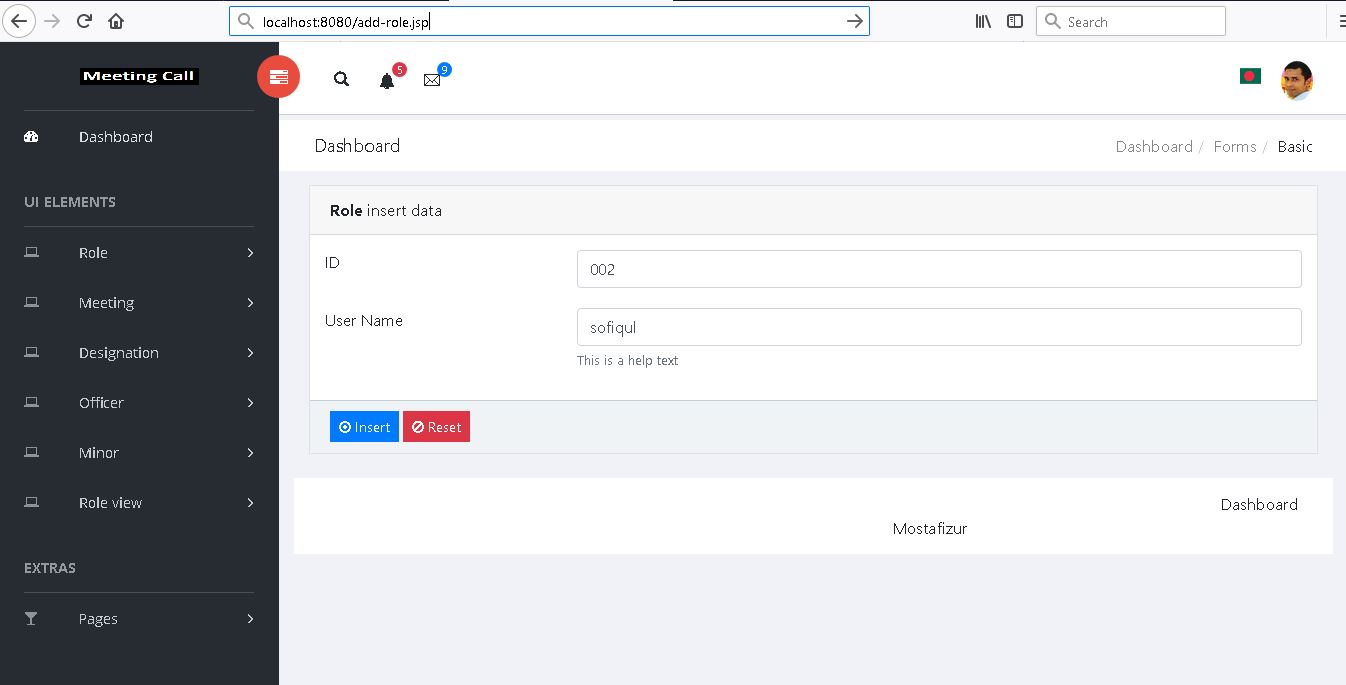 localhost:8080/add-role.jsp
Search
Meeting Call
5
9
Dashboard
UI ELEMENTS
Role
Meeting
Designation
Officer
Minor
Role view
EXTRAS
Pages
Dashboard
Dashboard / Forms / Basic
Role insert data
ID
002
User Name
sofiqul
This is a help text
Insert
Reset
Dashboard
Mostafizur